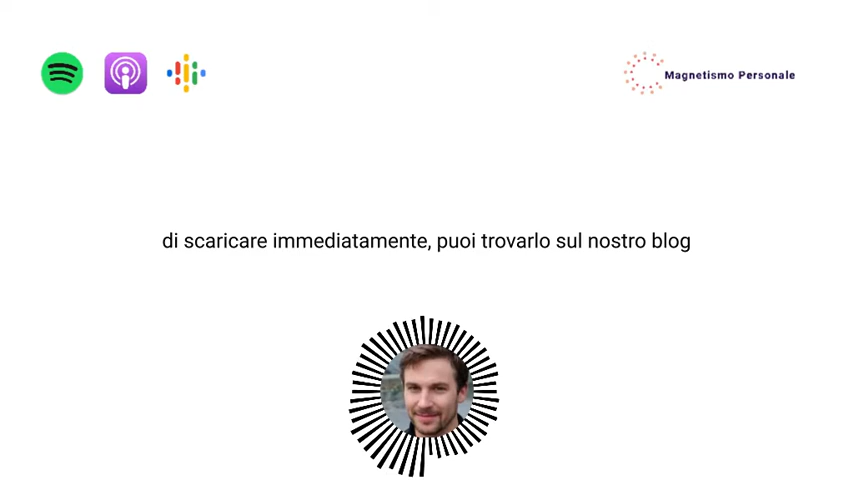 Magnetismo Personale
di scaricare immediatamente, puoi trovarlo sul nostro blog